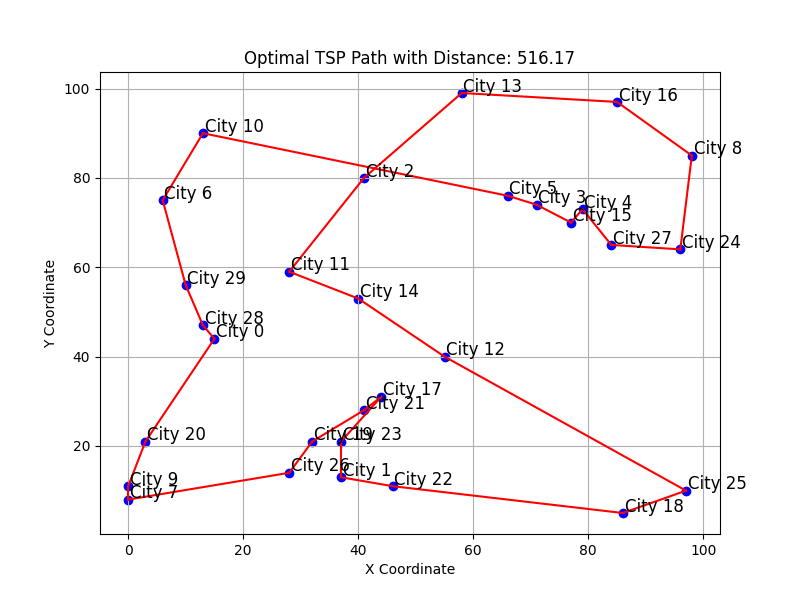 Optimal TSP Path with Distance: 516.17
100
80
60
40
20
Y Coordinate
City 13
City 16
City 10
City 8
City 2
City 5
City 3
City 4
City 6
City 15
City 27
City 24
City 11
City 29
City 14
City 28
City 0
City 12
City 17
City 21
City 20
City 19
City 23
City 26
City 1
City 22
City 9
City 7
City 25
City 18
0
20
40
60
80
100
X Coordinate